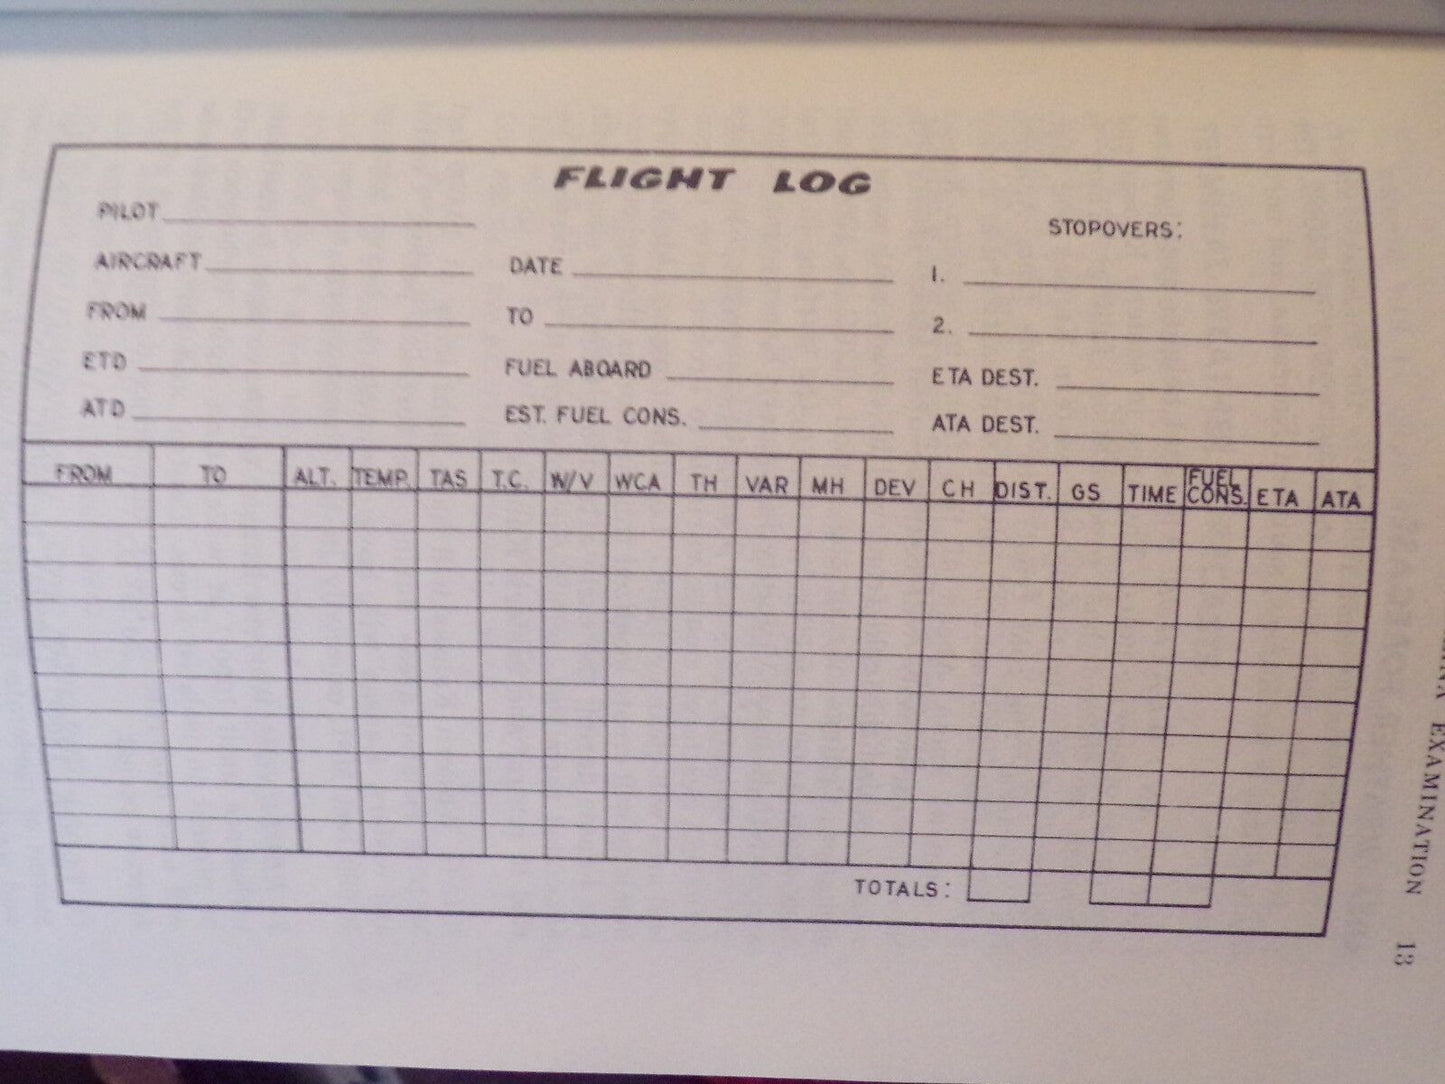 FLIGHT LOG
PILOT
STOPOVERS:
AIRCRAFT DATE 1.
FROM TO 2.
ETD FUEL ABOARD ETA DEST.
ATD EST. FUEL CONS. ATA DEST.
FROM TO ALT. TEMP. TAS T.C. W/V WCA TH VAR MH DEV CH DIST. GS TIME FUEL CONS. ETA ATA
TOTALS:
EXAMINATION 13